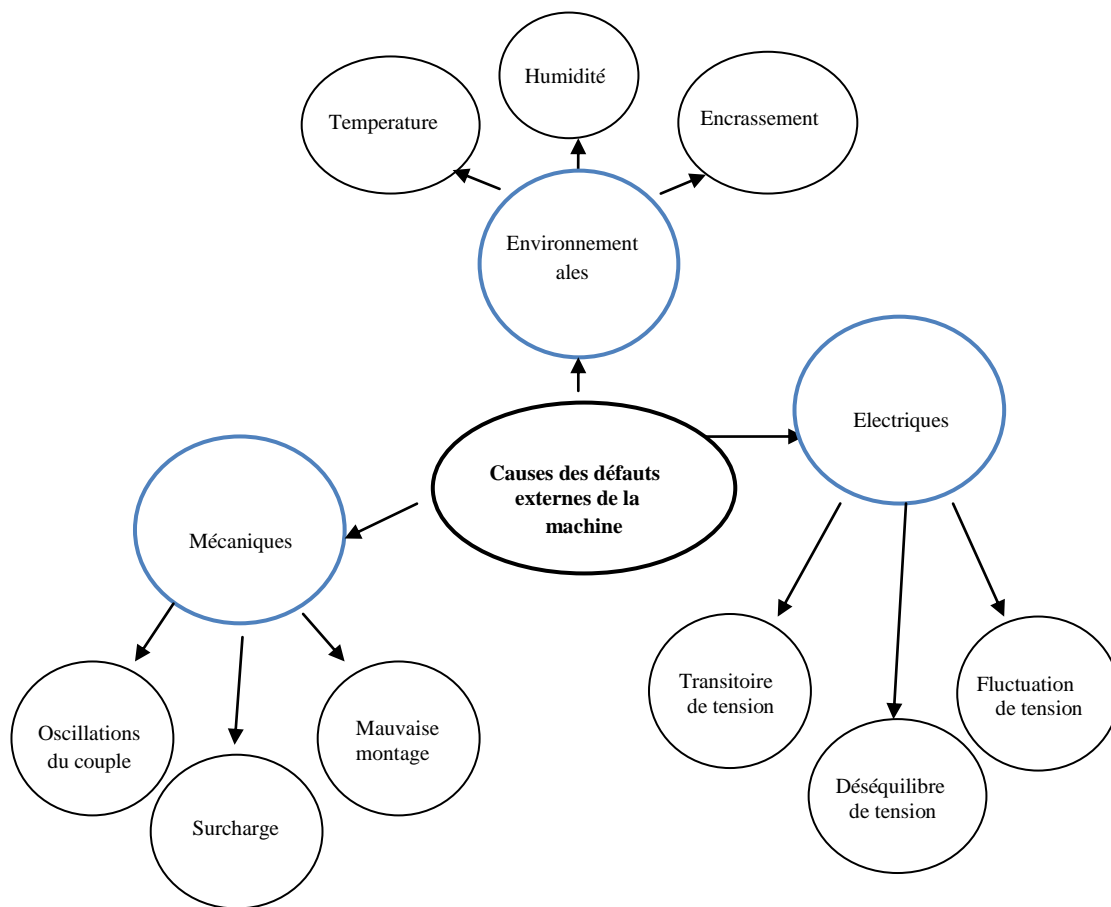 Humidité
Temperature
Encrassement
Environnement
ales
Electriques
Causes des défauts
externes de la
machine
Mécaniques
Transitoire
de tension
Fluctuation
de tension
Oscillations
du couple
Mauvaise
montage
Déséquilibre
de tension
Surcharge